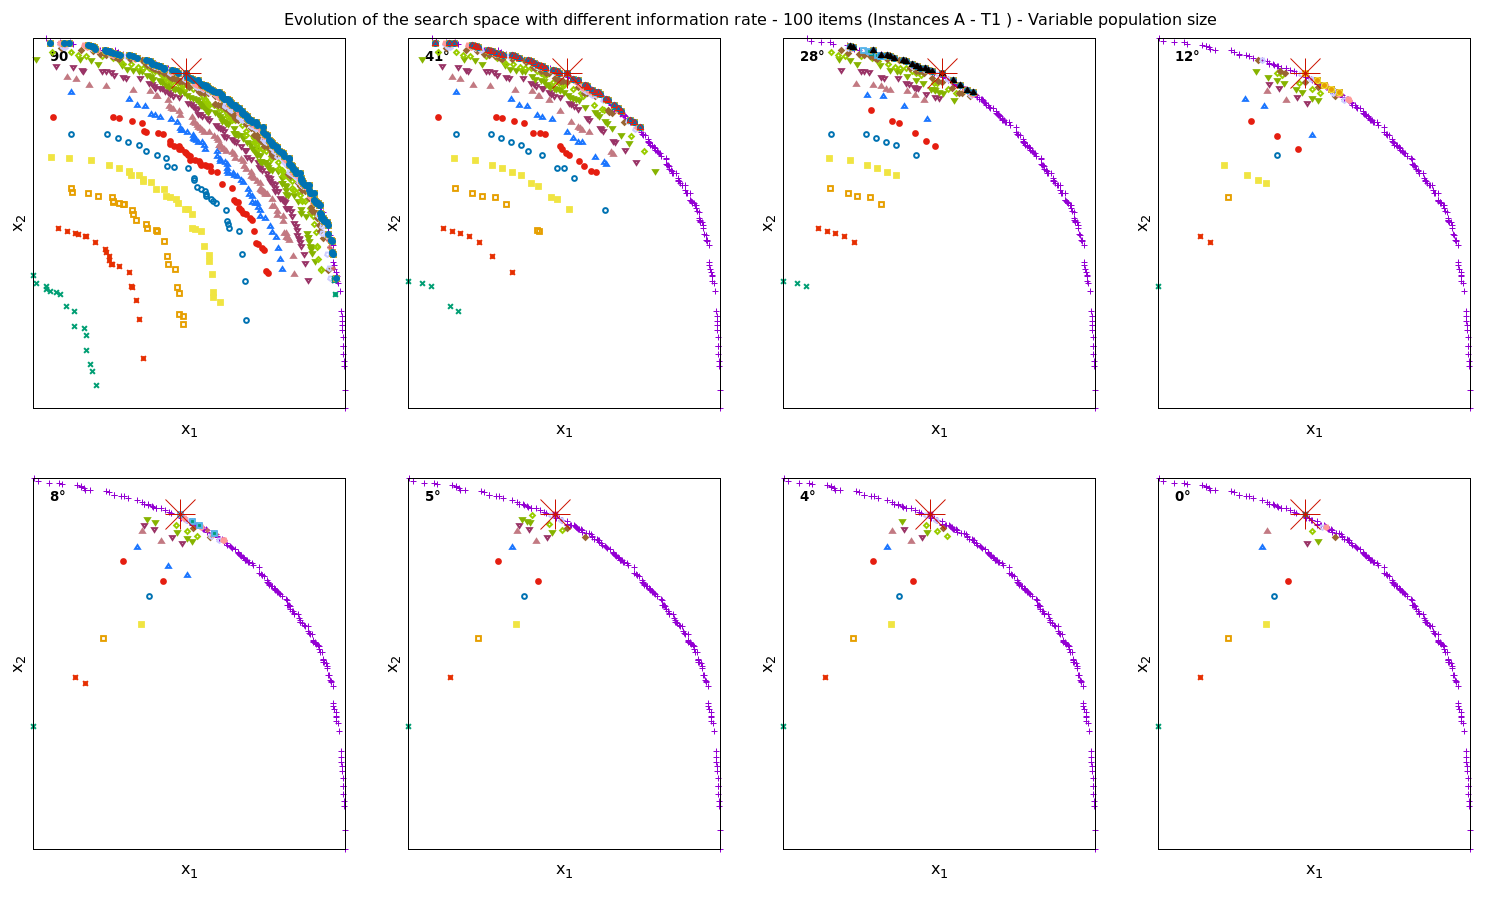 Evolution of the search space with different information rate - 100 items (Instances A - T1 ) - Variable population size
90°
41°
28°
12°
x2
x2
x2
x2
x1
x1
x1
x1
8°
5°
4°
0°
x2
x2
x2
x2
x1
x1
x1
x1